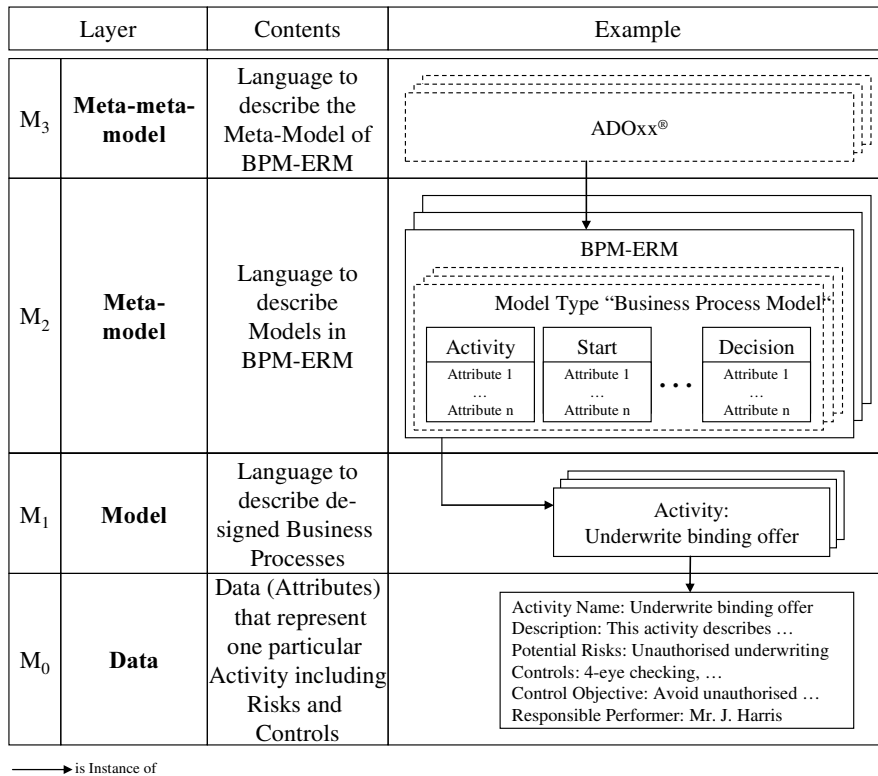 Layer Contents Example
M3
Meta-meta-
model
Language to
describe the
Meta-Model of
BPM-ERM
ADOxx®
M2
Meta-
model
Language to
describe
Models in
BPM-ERM
BPM-ERM
Model Type “Business Process Model“
Activity
Attribute 1
…
Attribute n
Start
Attribute 1
…
Attribute n
...
Decision
Attribute 1
…
Attribute n
M1
Model
Language to
describe de-
signed Business
Processes
Activity:
Underwrite binding offer
M0
Data
Data (Attributes)
that represent
one particular
Activity including
Risks and
Controls
Activity Name: Underwrite binding offer
Description: This activity describes …
Potential Risks: Unauthorised underwriting
Controls: 4-eye checking, …
Control Objective: Avoid unauthorised …
Responsible Performer: Mr. J. Harris
is Instance of